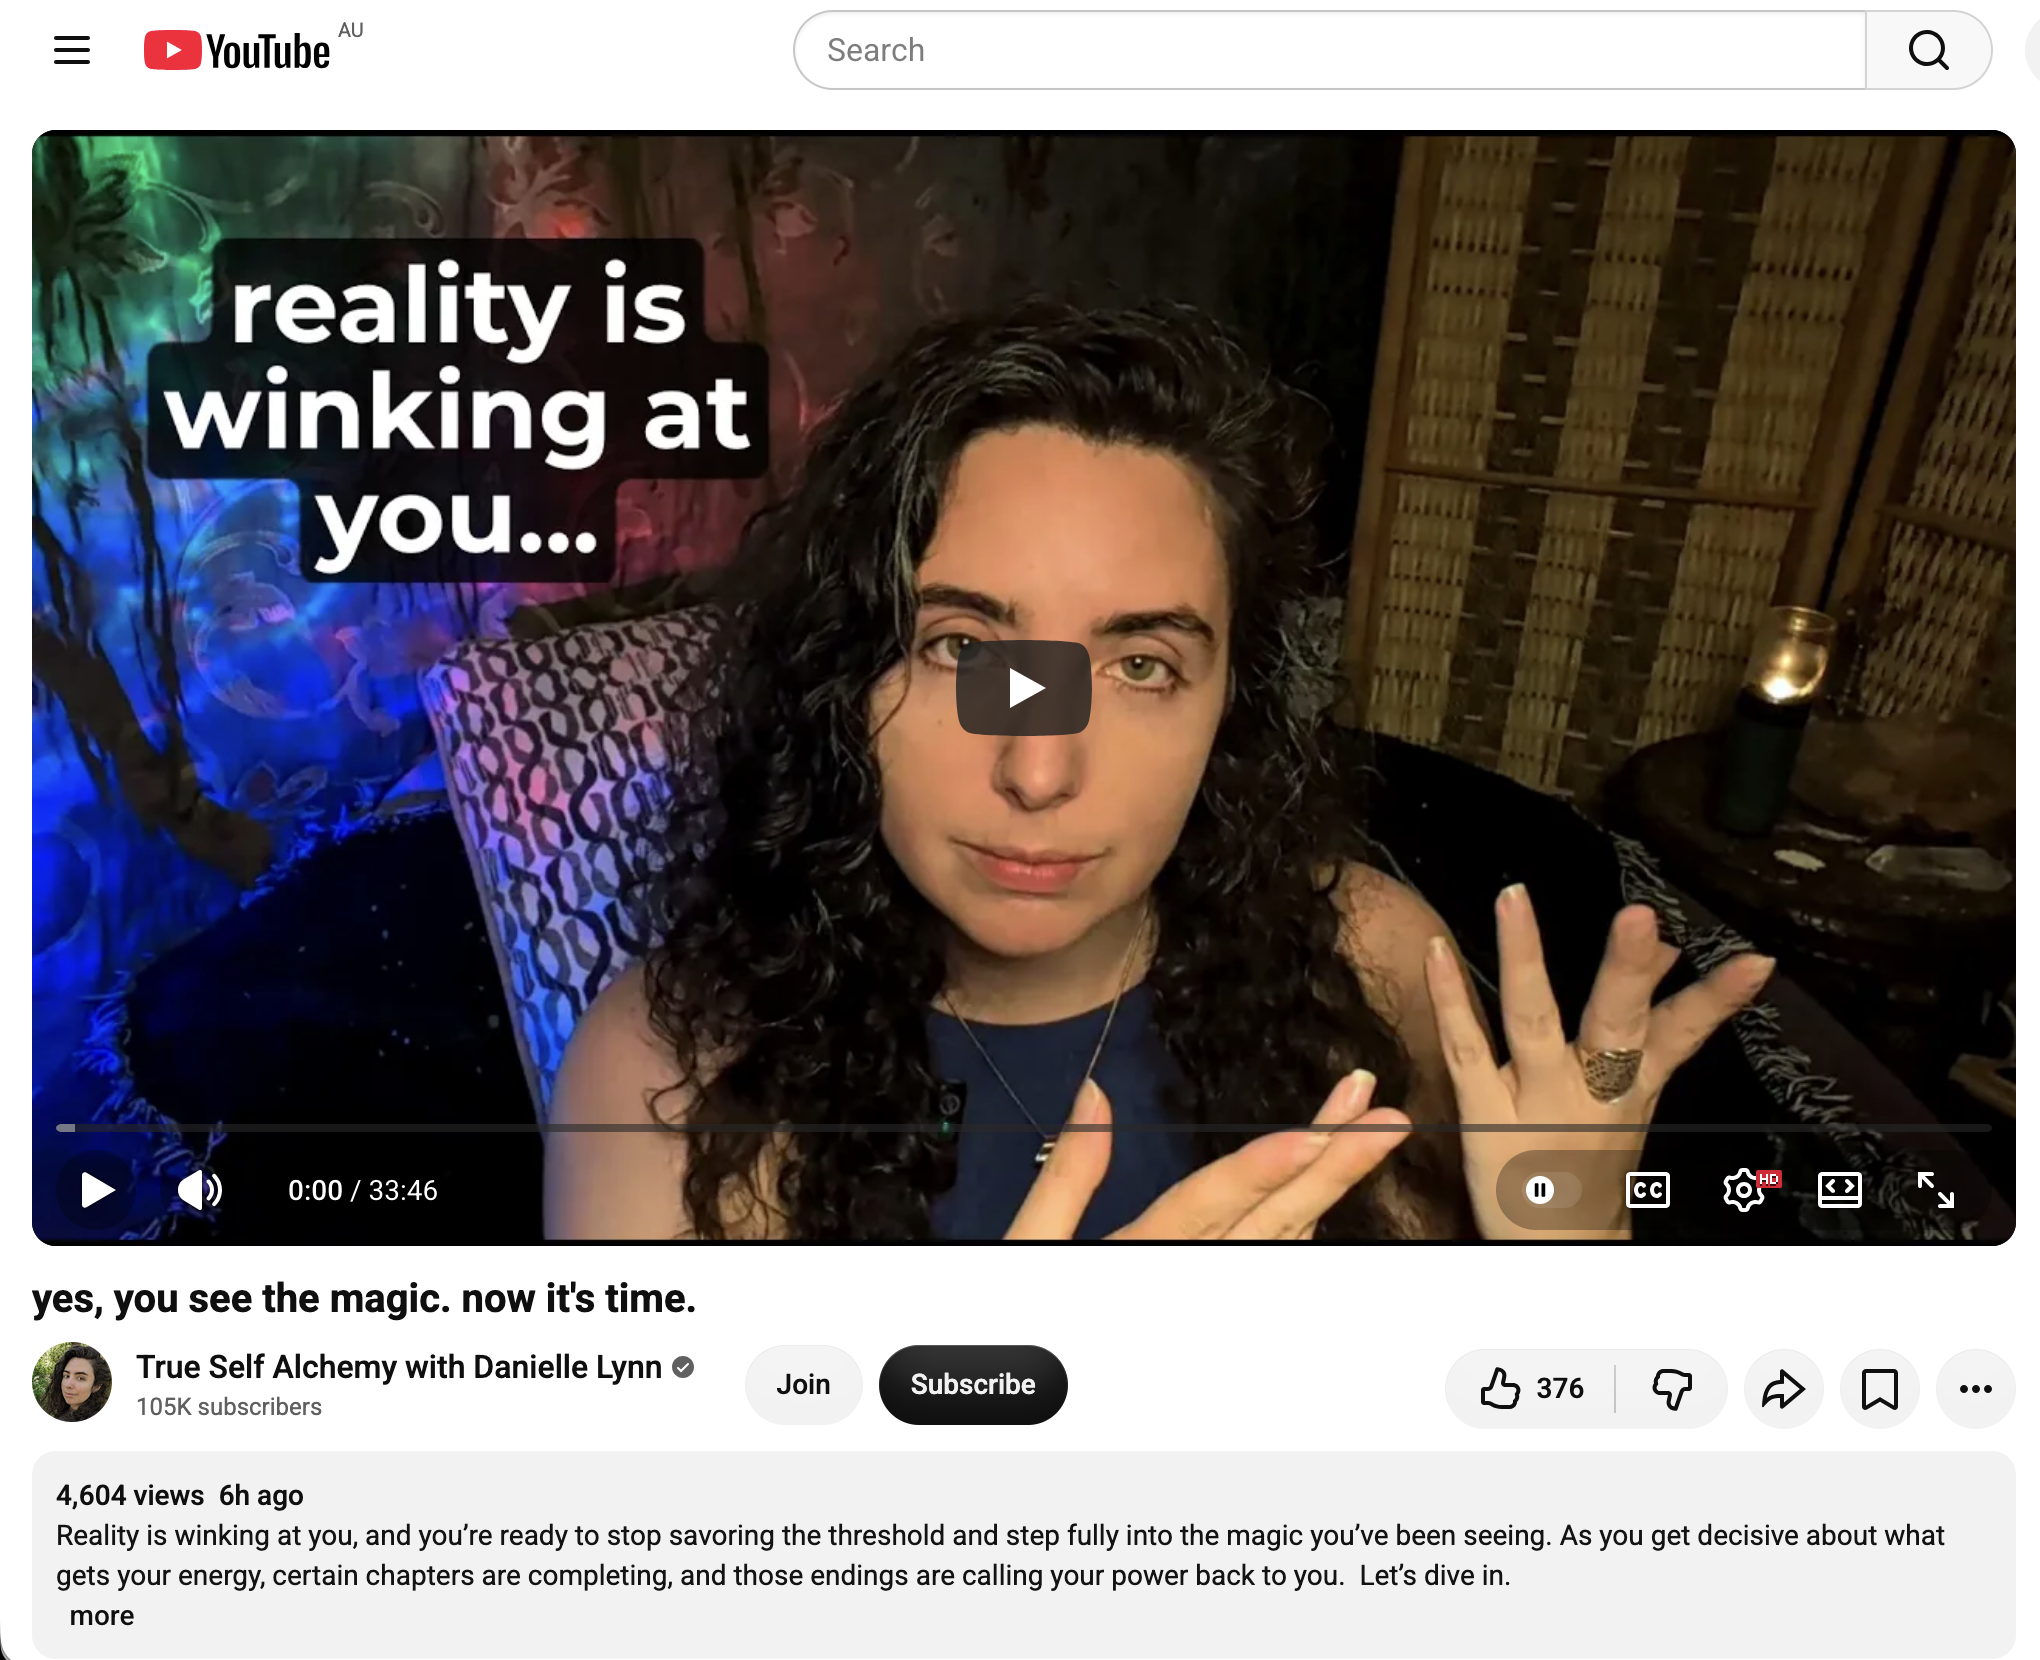 YouTube AU
Search
reality is
winking at
you...
0:00 / 33:46
CC
HD
yes, you see the magic. now it's time.
True Self Alchemy with Danielle Lynn
105K subscribers
Join
Subscribe
376
4,604 views 6h ago
Reality is winking at you, and you’re ready to stop savoring the threshold and step fully into the magic you’ve been seeing. As you get decisive about what
gets your energy, certain chapters are completing, and those endings are calling your power back to you. Let’s dive in.
more